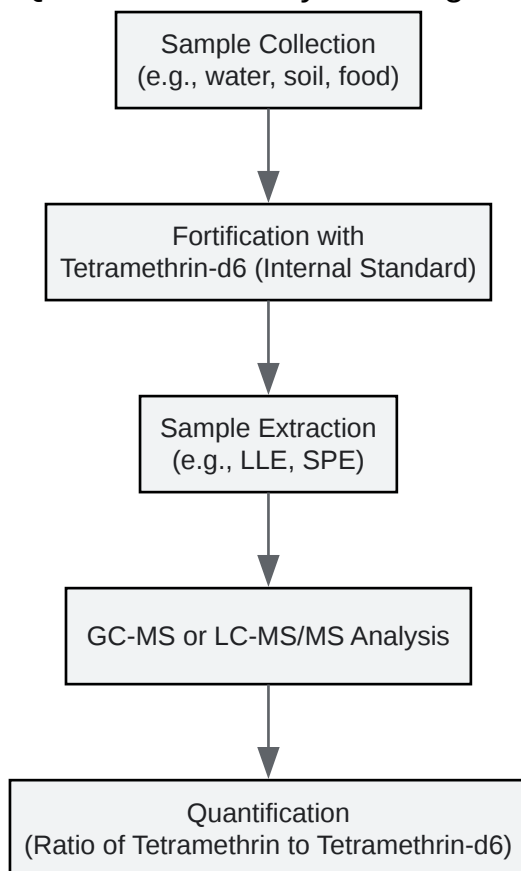 Sample Collection
(e.g., water, soil, food)
Fortification with
Tetramethrin-d6 (Internal Standard)
Sample Extraction
(e.g., LLE, SPE)
GC-MS or LC-MS/MS Analysis
Quantification
(Ratio of Tetramethrin to Tetramethrin-d6)